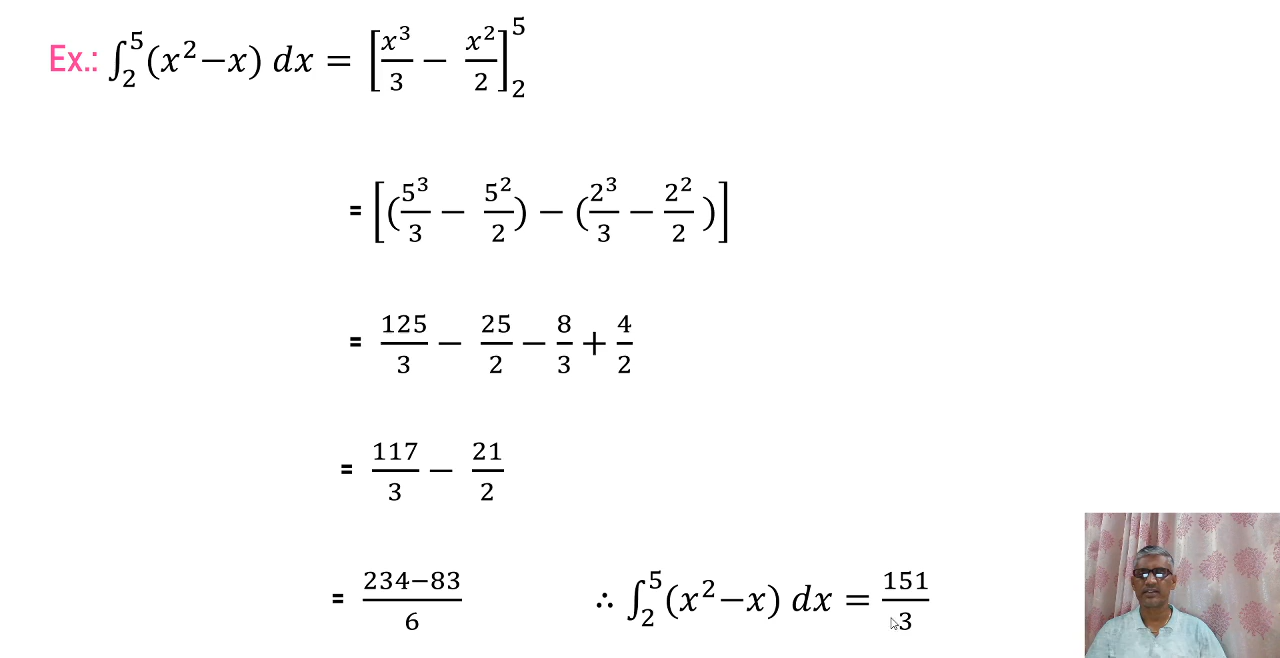 Ex.: ∫₂⁵(x²−x) dx = [x³/3 − x²/2]₂⁵
= [(5³/3 − 5²/2) − (2³/3 − 2²/2)]
= 125/3 − 25/2 − 8/3 + 4/2
= 117/3 − 21/2
= 234−83/6 ∴ ∫₂⁵(x²−x) dx = 151/3